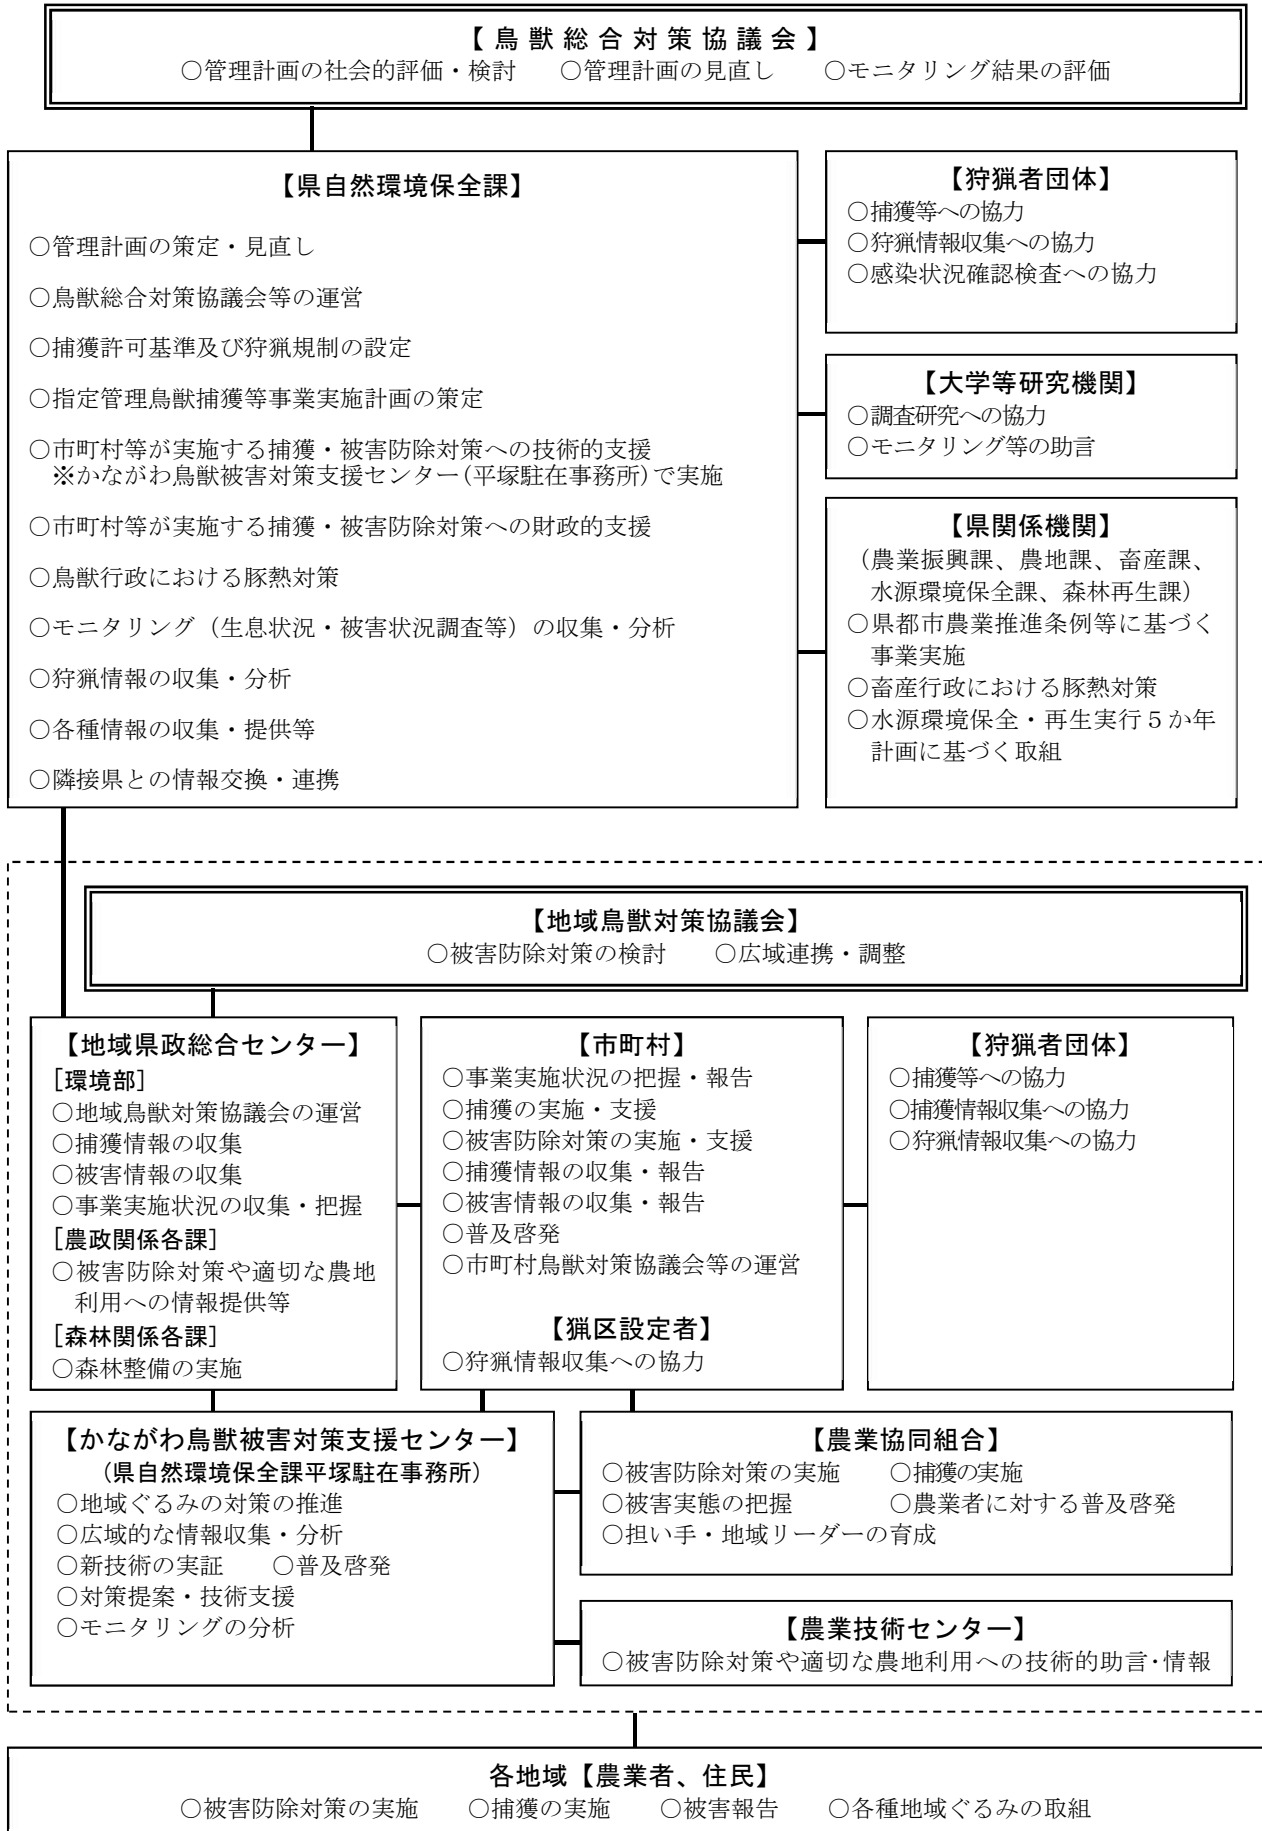 【鳥獣総合対策協議会】
○管理計画の社会的評価・検討　○管理計画の見直し　○モニタリング結果の評価
【県自然環境保全課】
○管理計画の策定・見直し
○鳥獣総合対策協議会等の運営
○捕獲許可基準及び狩猟規制の設定
○指定管理鳥獣捕獲等事業実施計画の策定
○市町村等が実施する捕獲・被害防除対策への技術的支援
※かながわ鳥獣被害対策支援センター(平塚駐在事務所)で実施
○市町村等が実施する捕獲・被害防除対策への財政的支援
○鳥獣行政における豚熱対策
○モニタリング（生息状況・被害状況調査等）の収集・分析
○狩猟情報の収集・分析
○各種情報の収集・提供等
○隣接県との情報交換・連携
【狩猟者団体】
○捕獲等への協力
○狩猟情報収集への協力
○感染状況確認検査への協力
【大学等研究機関】
○調査研究への協力
○モニタリング等の助言
【県関係機関】
（農業振興課、農地課、畜産課、
水源環境保全課、森林再生課）
○県都市農業推進条例等に基づく
事業実施
○畜産行政における豚熱対策
○水源環境保全・再生実行５か年
計画に基づく取組
【地域鳥獣対策協議会】
○被害防除対策の検討　○広域連携・調整
【地域県政総合センター】
［環境部］
○地域鳥獣対策協議会の運営
○捕獲情報の収集
○被害情報の収集
○事業実施状況の収集・把握
［農政関係各課］
○被害防除対策や適切な農地
利用への情報提供等
［森林関係各課］
○森林整備の実施
【市町村】
○事業実施状況の把握・報告
○捕獲の実施・支援
○被害防除対策の実施・支援
○捕獲情報の収集・報告
○被害情報の収集・報告
○普及啓発
○市町村鳥獣対策協議会等の運営
【猟区設定者】
○狩猟情報収集への協力
【狩猟者団体】
○捕獲等への協力
○捕獲情報収集への協力
○狩猟情報収集への協力
【かながわ鳥獣被害対策支援センター】
（県自然環境保全課平塚駐在事務所）
○地域ぐるみの対策の推進
○広域的な情報収集・分析
○新技術の実証　○普及啓発
○対策提案・技術支援
○モニタリングの分析
【農業協同組合】
○被害防除対策の実施　○捕獲の実施
○被害実態の把握　○農業者に対する普及啓発
○担い手・地域リーダーの育成
【農業技術センター】
○被害防除対策や適切な農地利用への技術的助言･情報
各地域【農業者、住民】
○被害防除対策の実施　○捕獲の実施　○被害報告　○各種地域ぐるみの取組